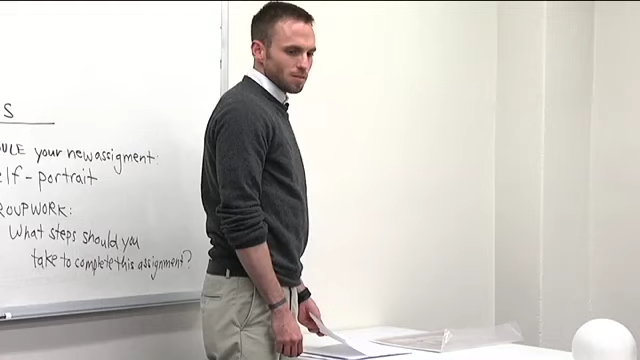 S
ULE your new assigment:
elf-portrait
ROUPWORK:
What steps should you
take to complete this assignment?